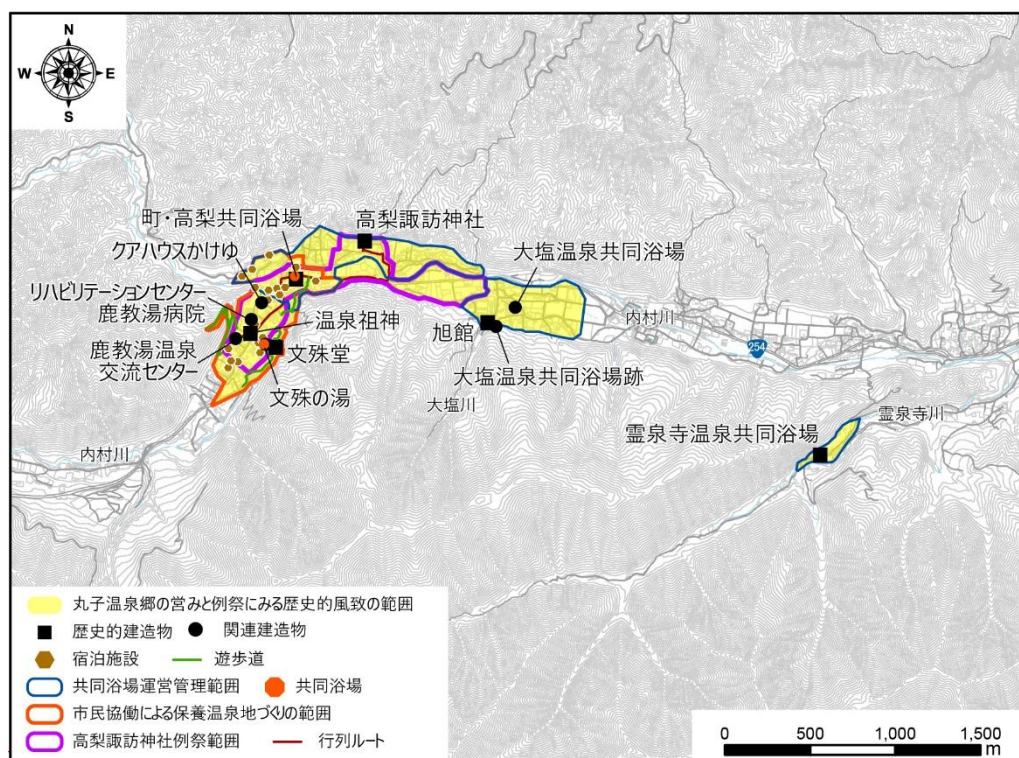 N
W E
S
町・高梨共同浴場
高梨諏訪神社
クアハウスかけゆ
大塩温泉共同浴場
リハビリテーションセンター
鹿教湯病院
温泉祖神
内村川
旭館
254
鹿教湯温泉
交流センター
文殊堂
大塩温泉共同浴場跡
文殊の湯
大塩川
霊泉寺川
霊泉寺温泉共同浴場
内村川
丸子温泉郷の営みと例祭にみる歴史的風致の範囲
歴史的建造物 関連建造物
宿泊施設 遊歩道
共同浴場運営管理範囲 共同浴場
市民協働による保養温泉地づくりの範囲
高梨諏訪神社例祭範囲 行列ルート
0 500 1,000 1,500
m